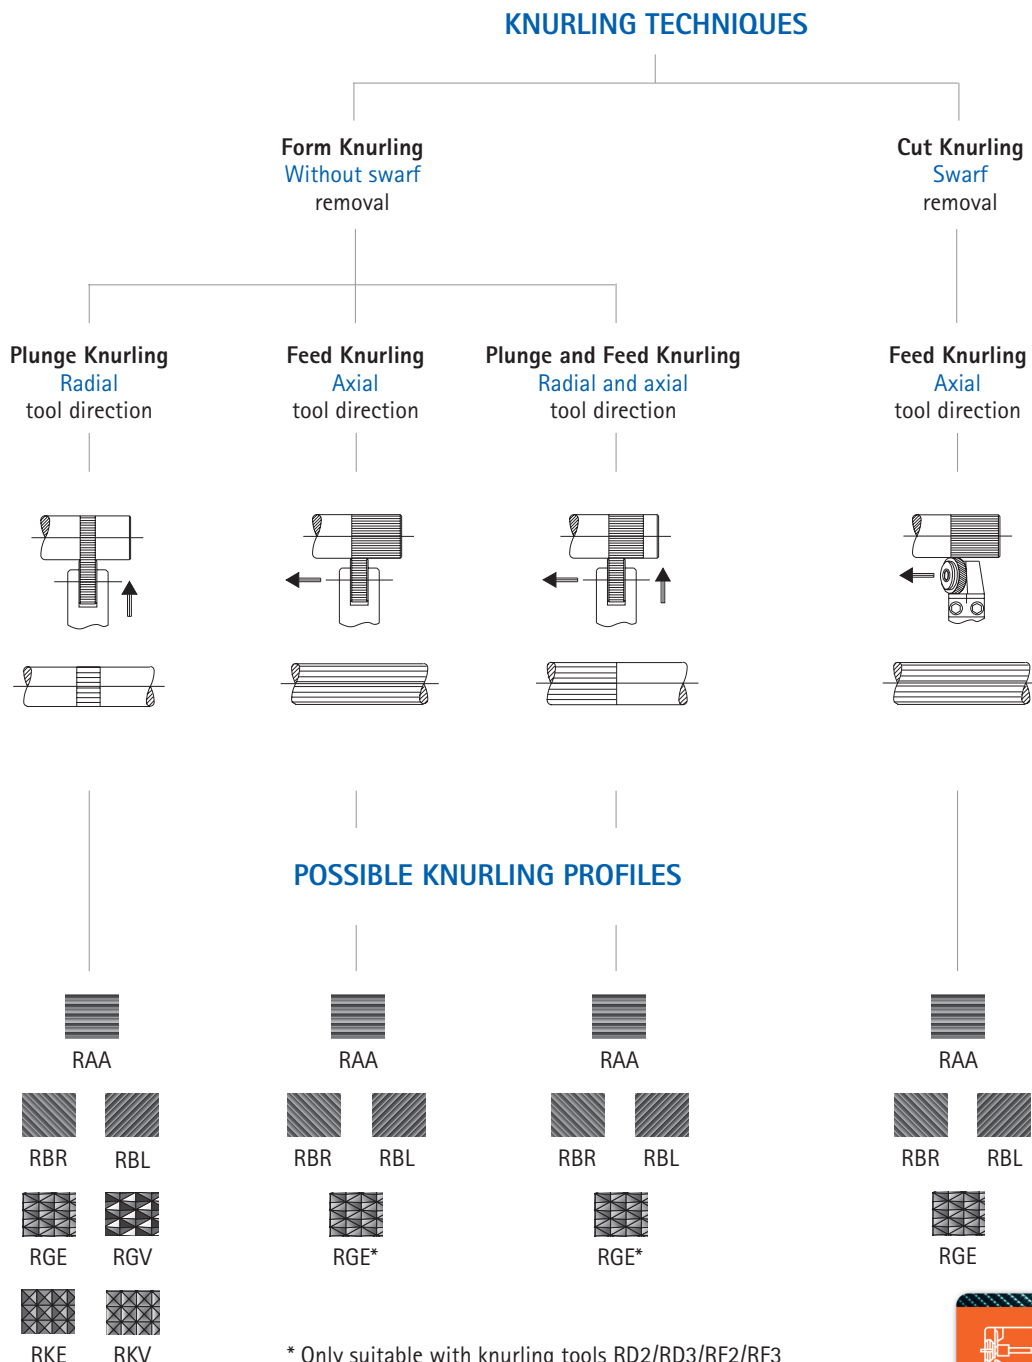 KNURLING TECHNIQUES
Form Knurling
Without swarf
removal
Cut Knurling
Swarf
removal
Plunge Knurling
Radial
tool direction
Feed Knurling
Axial
tool direction
Plunge and Feed Knurling
Radial and axial
tool direction
Feed Knurling
Axial
tool direction
POSSIBLE KNURLING PROFILES
RAA
RAA
RAA
RAA
RBR RBL
RBR RBL
RBR RBL
RBR RBL
RGE RGV
RGE*
RGE*
RGE
RKE RKV
* Only suitable with knurling tools RD2/RD3/RF2/RF3